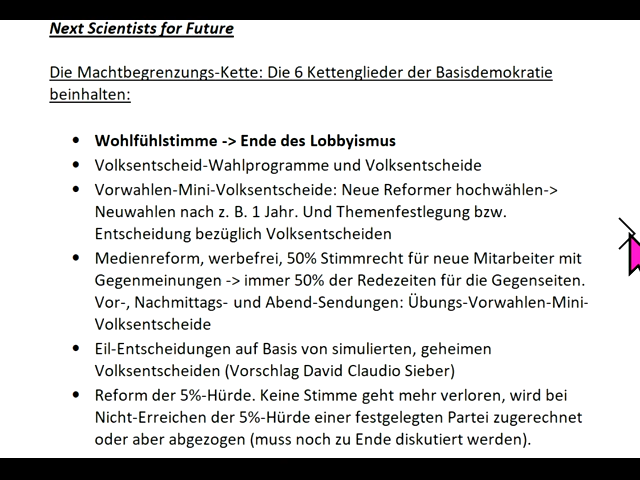 Next Scientists for Future
Die Machtbegrenzungs-Kette: Die 6 Kettenglieder der Basisdemokratie
beinhalten:
• Wohlfühlstimme -> Ende des Lobbyismus
• Volksentscheid-Wahlprogramme und Volksentscheide
• Vorwahlen-Mini-Volksentscheide: Neue Reformer hochwählen->
Neuwahlen nach z. B. 1 Jahr. Und Themenfestlegung bzw.
Entscheidung bezüglich Volksentscheiden
• Medienreform, werbefrei, 50% Stimmrecht für neue Mitarbeiter mit
Gegenmeinungen -> immer 50% der Redezeiten für die Gegenseiten.
Vor-, Nachmittags- und Abend-Sendungen: Übungs-Vorwahlen-Mini-
Volksentscheide
• Eil-Entscheidungen auf Basis von simulierten, geheimen
Volksentscheiden (Vorschlag David Claudio Sieber)
• Reform der 5%-Hürde. Keine Stimme geht mehr verloren, wird bei
Nicht-Erreichen der 5%-Hürde einer festgelegten Partei zugerechnet
oder aber abgezogen (muss noch zu Ende diskutiert werden).